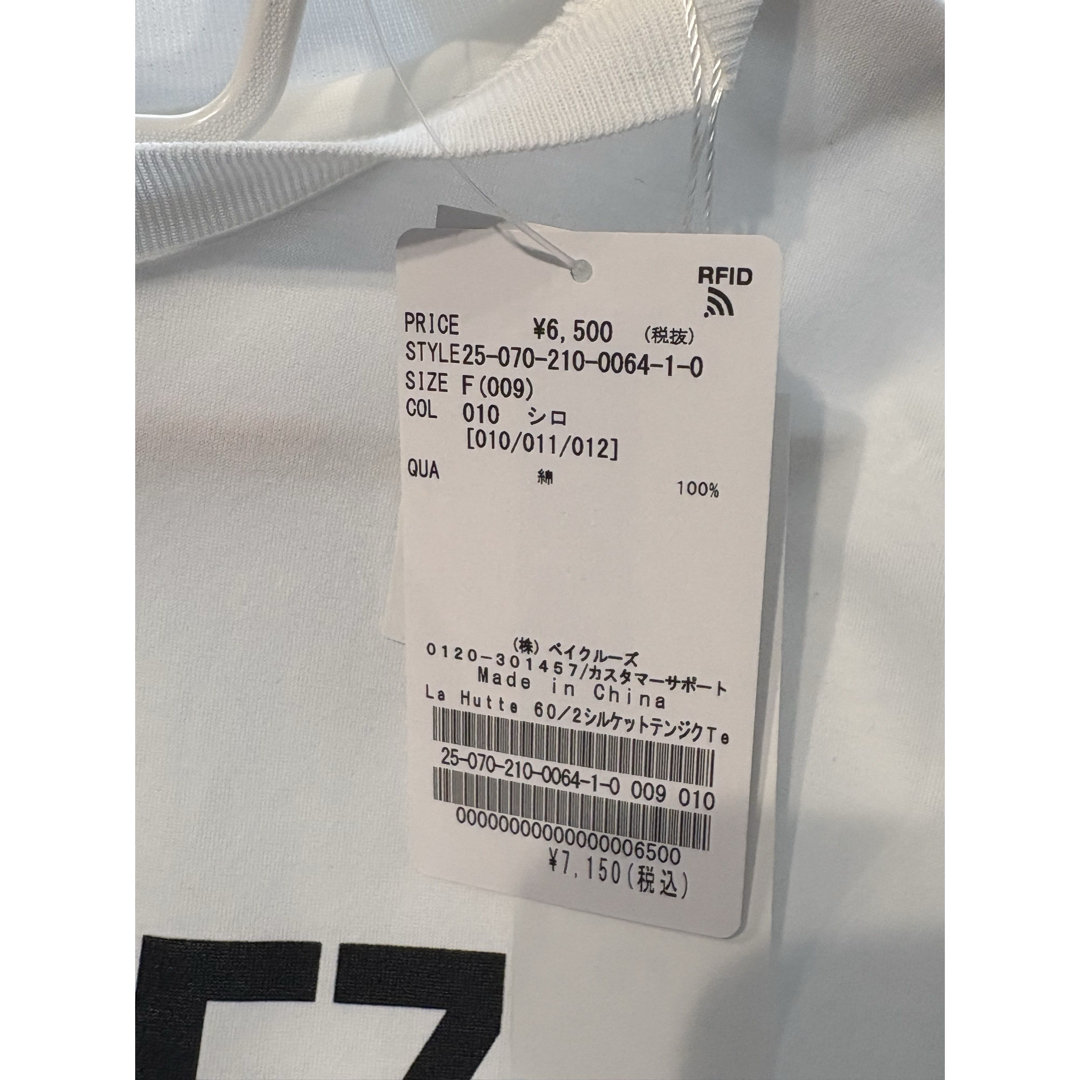 RFID
PRICE ¥6,500 (税抜)
STYLE25-070-210-0064-1-0
SIZE F(009)
COL 010 シロ
[010/011/012]
QUA 綿 100%
(株) ベイクルーズ
0120-301457/カスタマーサポート
Made in China
La Hutte 60/2シルケットテンジクTe
25-070-210-0064-1-0 009 010
00000000000000006500
¥7,150(税込)